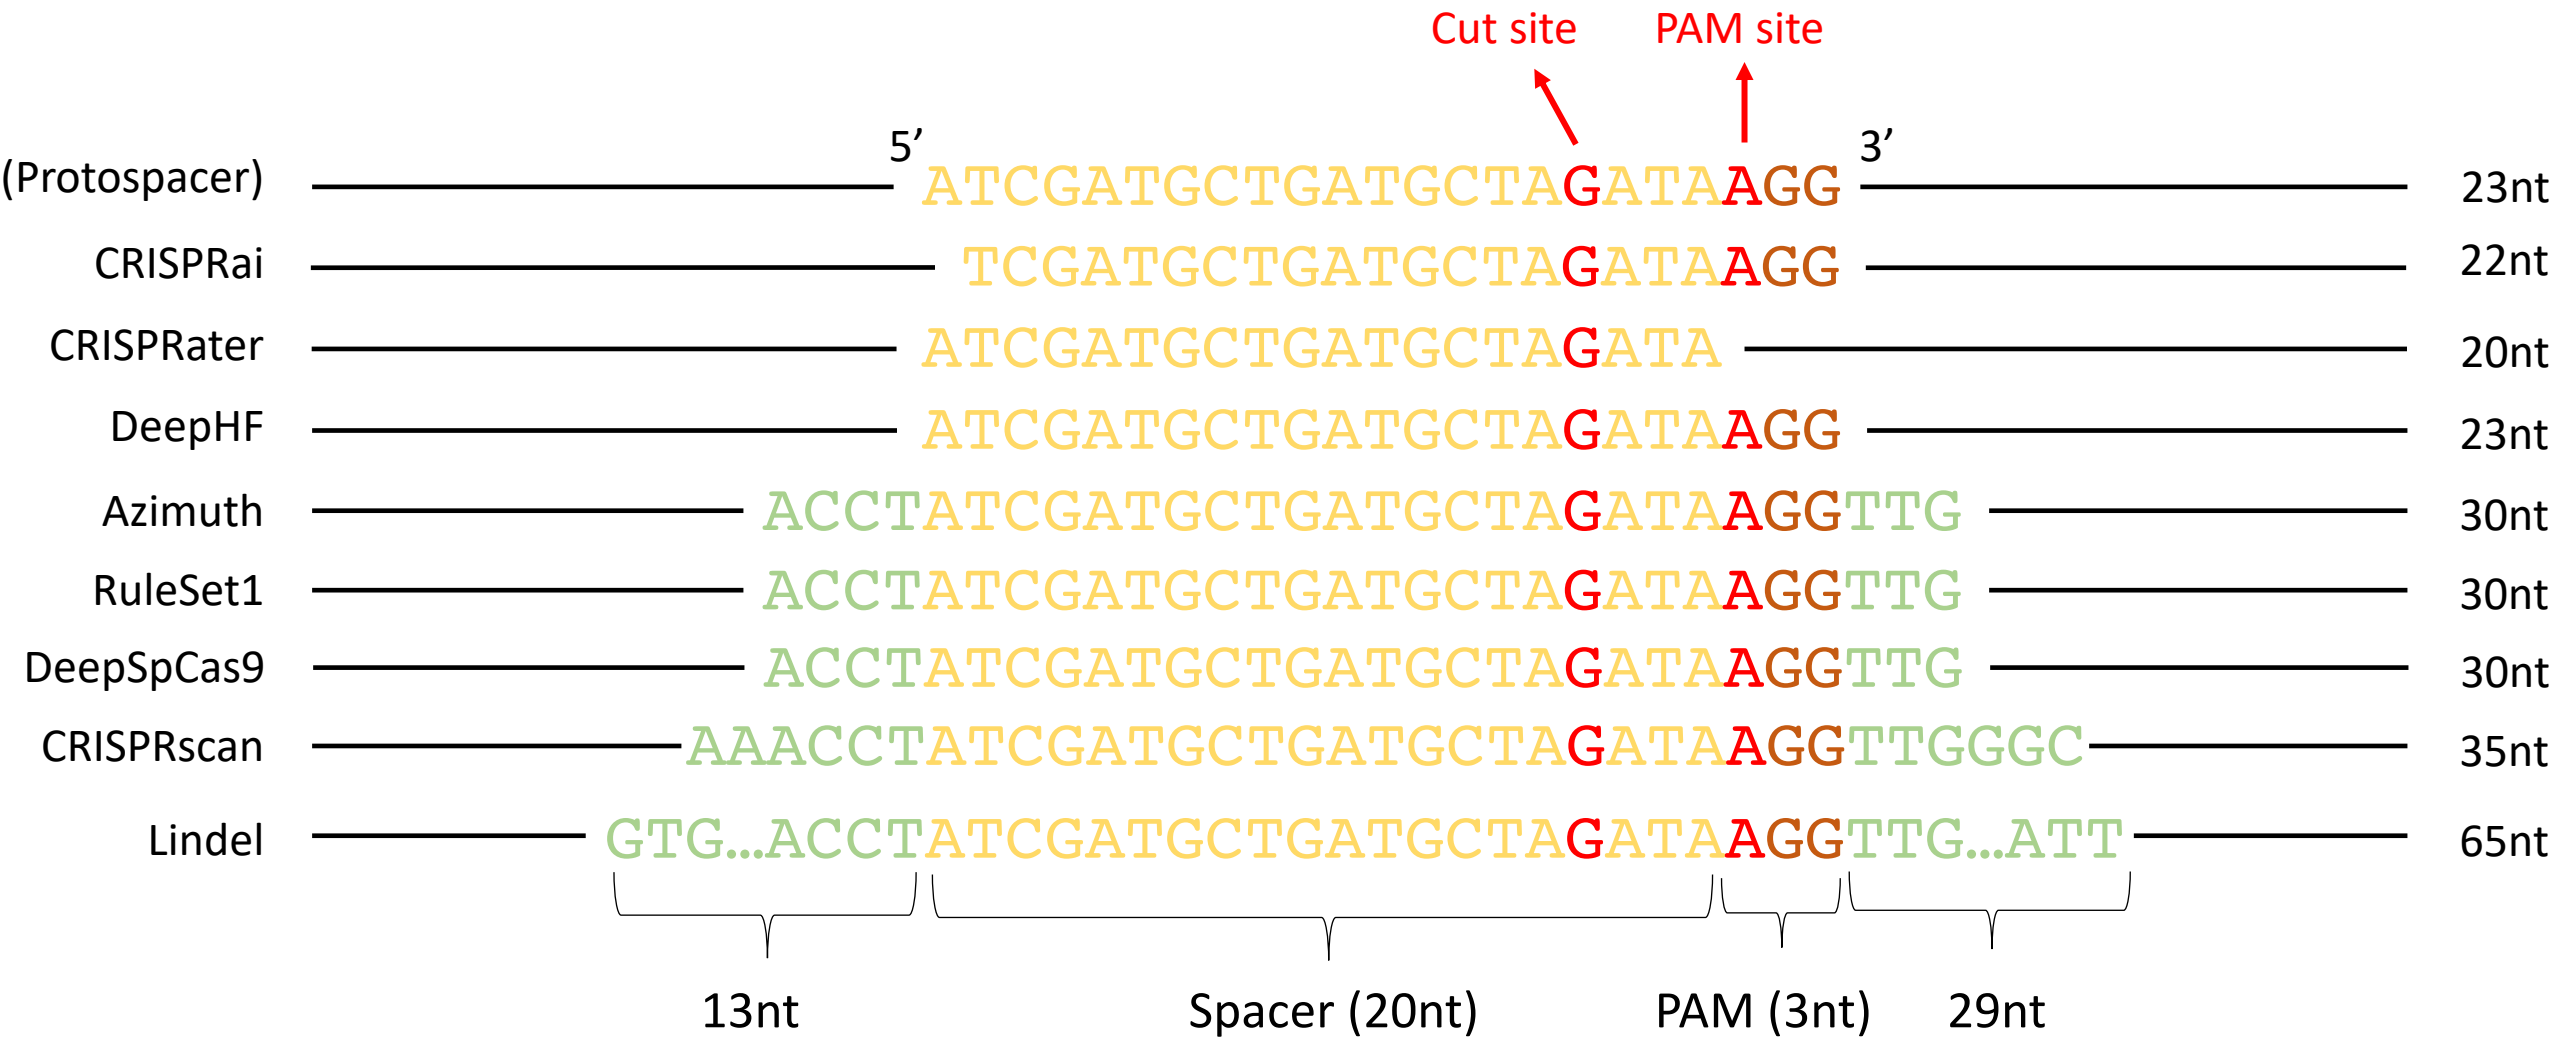 Cut site PAM site
5’ 3’
(Protospacer) ATCGATGCTGATGCTAGATAAGG 23nt
CRISPRai TCGATGCTGATGCTAGATAAGG 22nt
CRISPRater ATCGATGCTGATGCTAGATA 20nt
DeepHF ATCGATGCTGATGCTAGATAAGG 23nt
Azimuth ACCTATCGATGCTGATGCTAGATAAGGTTG 30nt
RuleSet1 ACCTATCGATGCTGATGCTAGATAAGGTTG 30nt
DeepSpCas9 ACCTATCGATGCTGATGCTAGATAAGGTTG 30nt
CRISPRscan AAACCTATCGATGCTGATGCTAGATAAGGTTGGGC 35nt
Lindel GTG...ACCTATCGATGCTGATGCTAGATAAGGTTG...ATT 65nt
13nt Spacer (20nt) PAM (3nt) 29nt